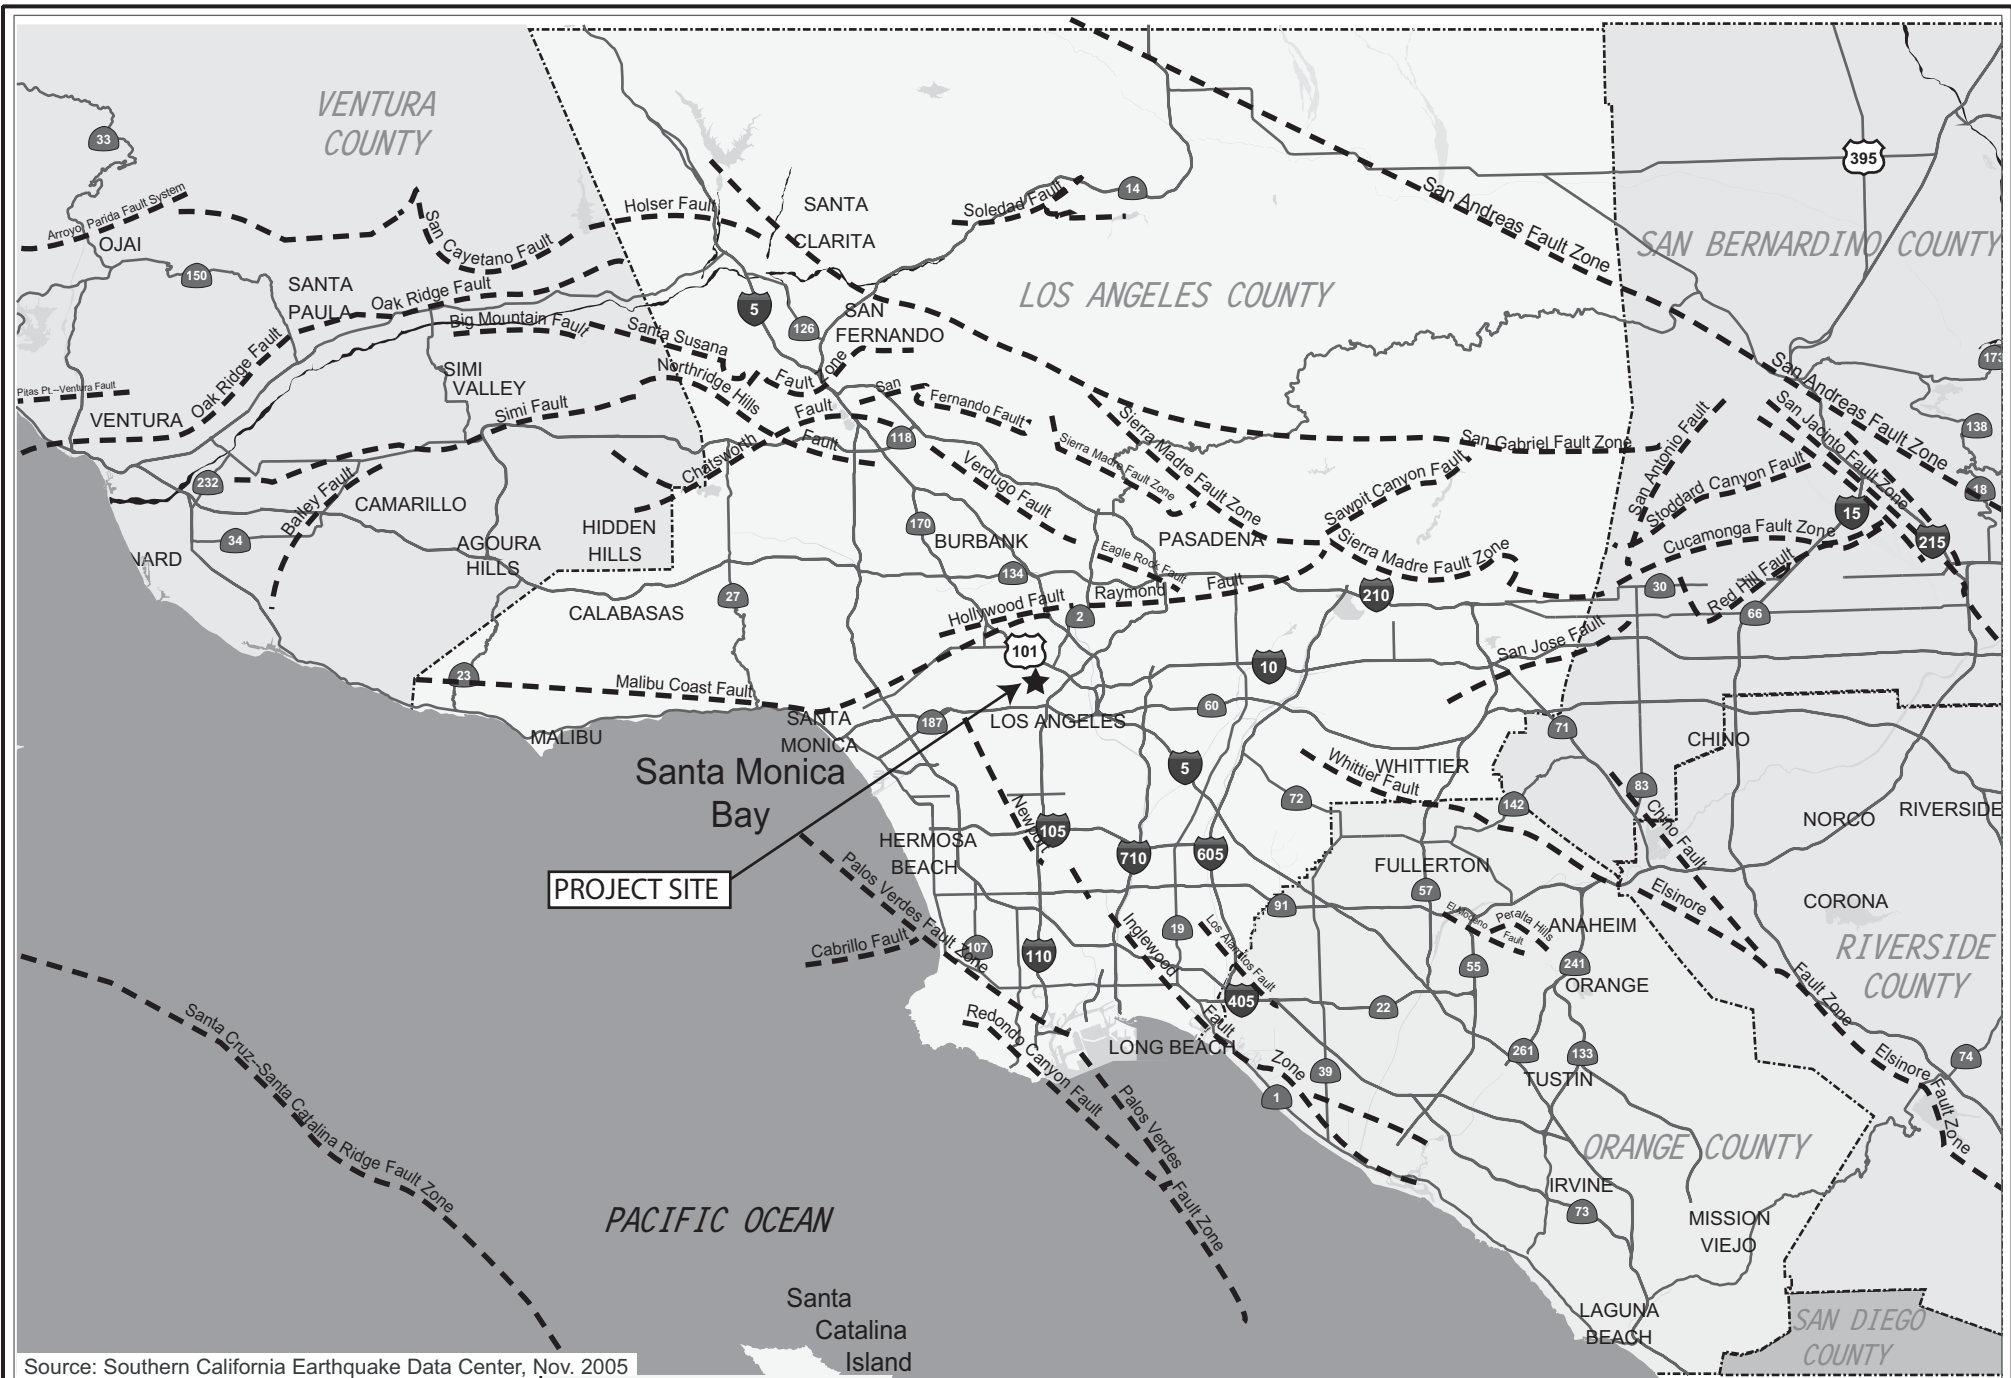 VENTURA
COUNTY
33
395
Arroyo Parida Fault System
OJAI
San Cayetano Fault
Holser Fault
SANTA
CLARITA
Soledad Fault
14
San Andreas Fault Zone
SAN BERNARDINO COUNTY
LOS ANGELES COUNTY
150
SANTA
PAULA
Oak Ridge Fault
5
126
SAN
FERNANDO
Big Mountain Fault
Santa Susana
Fault Zone
Oak Ridge Fault
SIMI
VALLEY
Northridge Hills
Fault
173
San Andreas Fault Zone
Pitas Pt.–Ventura Fault
VENTURA
Simi Fault
San
Fernando Fault
118
Sierra Madre Fault Zone
Sierra Madre Fault Zone
San Gabriel Fault Zone
San Antonio Fault
San Jacinto Fault Zone
138
Chatsworth
Fault
Verdugo Fault
Sawpit Canyon Fault
Stoddard Canyon Fault
18
232
Bailey Fault
CAMARILLO
15
34
HIDDEN
HILLS
170
BURBANK
PASADENA
Sierra Madre Fault Zone
Cucamonga Fault Zone
215
NARD
AGOURA
HILLS
Eagle Rock Fault
134
Raymond
Fault
210
30
Red Hill Fault
66
27
CALABASAS
Hollywood Fault
2
101
San Jose Fault
10
23
Malibu Coast Fault
SANTA
MONICA
187
LOS ANGELES
60
71
CHINO
MALIBU
Santa Monica
Bay
5
Whittier Fault
WHITTIER
72
142
83
Chino Fault
NORCO
RIVERSIDE
Newport
105
710
605
HERMOSA
BEACH
FULLERTON
PROJECT SITE
Palos Verdes Fault Zone
57
91
Elsinore
CORONA
Cabrillo Fault
107
110
Inglewood
19
Los Alamitos Fault
El Modeno
Fault
Peralta Hills
ANAHEIM
RIVERSIDE
COUNTY
55
241
ORANGE
405
22
Fault Zone
Santa Cruz–Santa Catalina Ridge Fault Zone
Redondo Canyon Fault
LONG BEACH
Fault
Zone
39
1
261
133
TUSTIN
Elsinore Fault Zone
74
Palos Verdes
Fault Zone
ORANGE COUNTY
IRVINE
73
PACIFIC OCEAN
MISSION
VIEJO
Santa
Catalina
Island
LAGUNA
BEACH
SAN DIEGO
COUNTY
Source: Southern California Earthquake Data Center, Nov. 2005